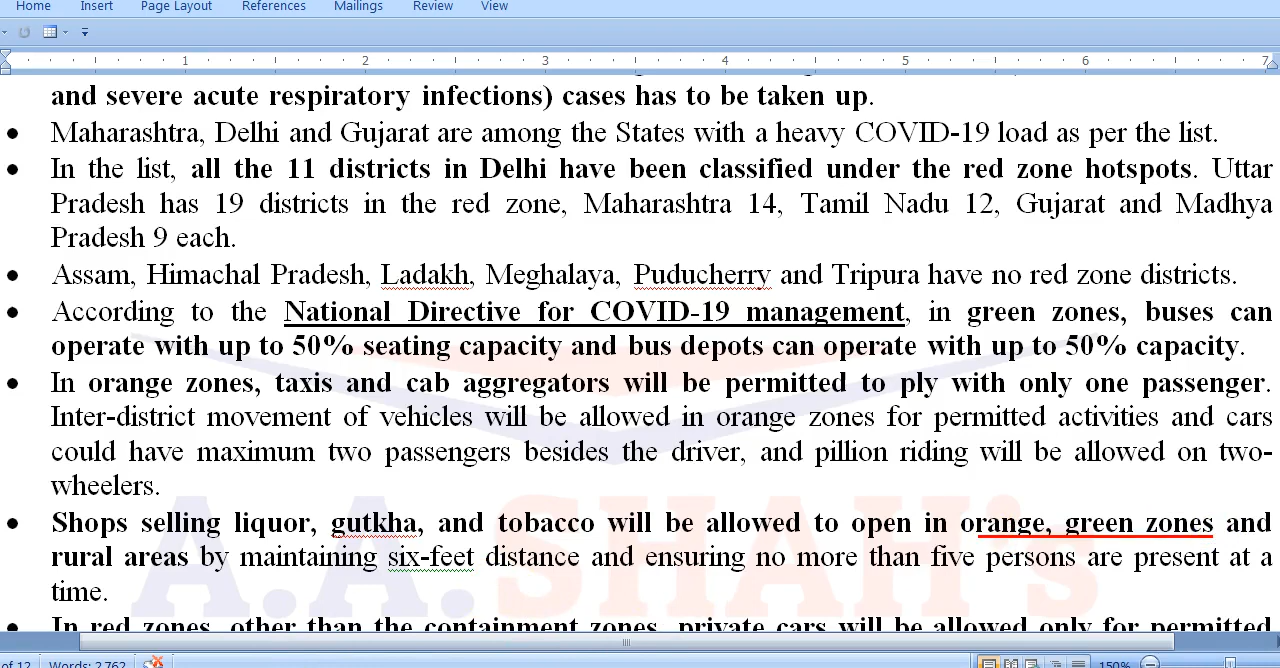 Home Insert Page Layout References Mailings Review View
1 2 3 4 5 6 7
and severe acute respiratory infections) cases has to be taken up.
• Maharashtra, Delhi and Gujarat are among the States with a heavy COVID-19 load as per the list.
• In the list, all the 11 districts in Delhi have been classified under the red zone hotspots. Uttar
Pradesh has 19 districts in the red zone, Maharashtra 14, Tamil Nadu 12, Gujarat and Madhya
Pradesh 9 each.
• Assam, Himachal Pradesh, Ladakh, Meghalaya, Puducherry and Tripura have no red zone districts.
• According to the National Directive for COVID-19 management, in green zones, buses can
operate with up to 50% seating capacity and bus depots can operate with up to 50% capacity.
• In orange zones, taxis and cab aggregators will be permitted to ply with only one passenger.
Inter-district movement of vehicles will be allowed in orange zones for permitted activities and cars
could have maximum two passengers besides the driver, and pillion riding will be allowed on two-
wheelers.
• Shops selling liquor, gutkha, and tobacco will be allowed to open in orange, green zones and
rural areas by maintaining six-feet distance and ensuring no more than five persons are present at a
time.
• In red zones, other than the containment zones, private cars will be allowed only for permitted
A.A.SHAH's
of 12 Words: 2,762 150%